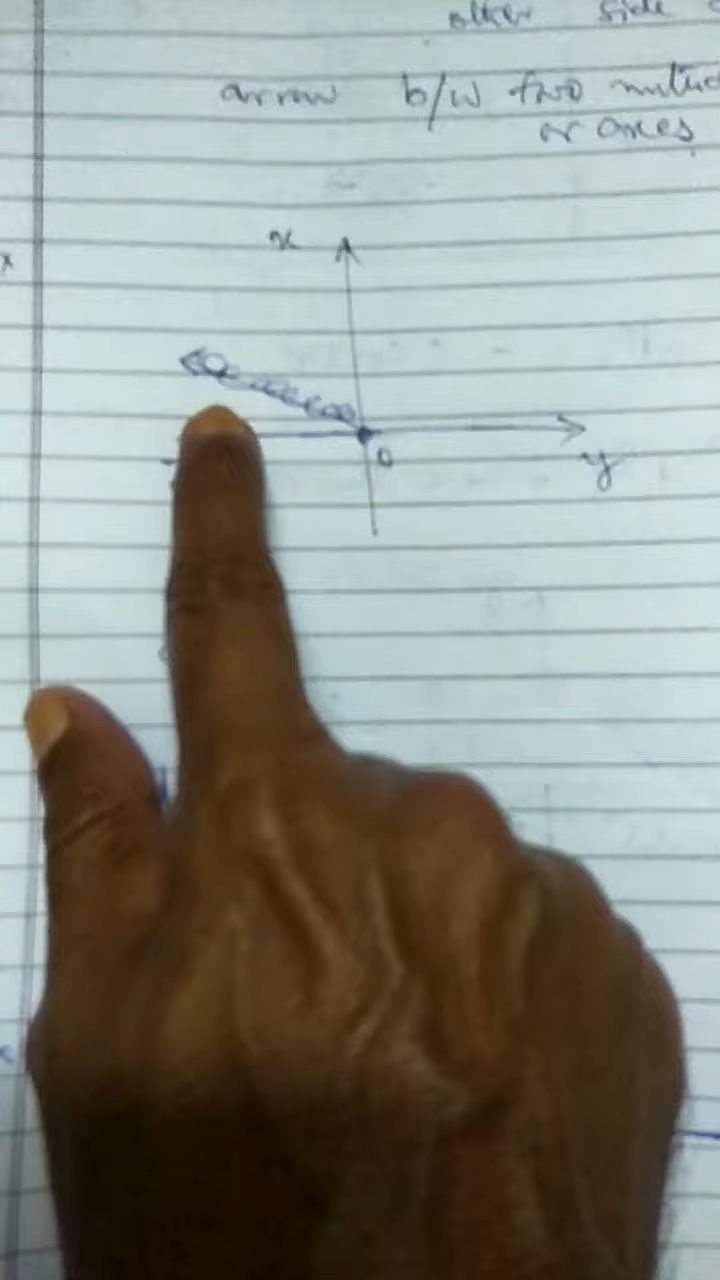 other side
arrow b/w two
or axes
x
y
0